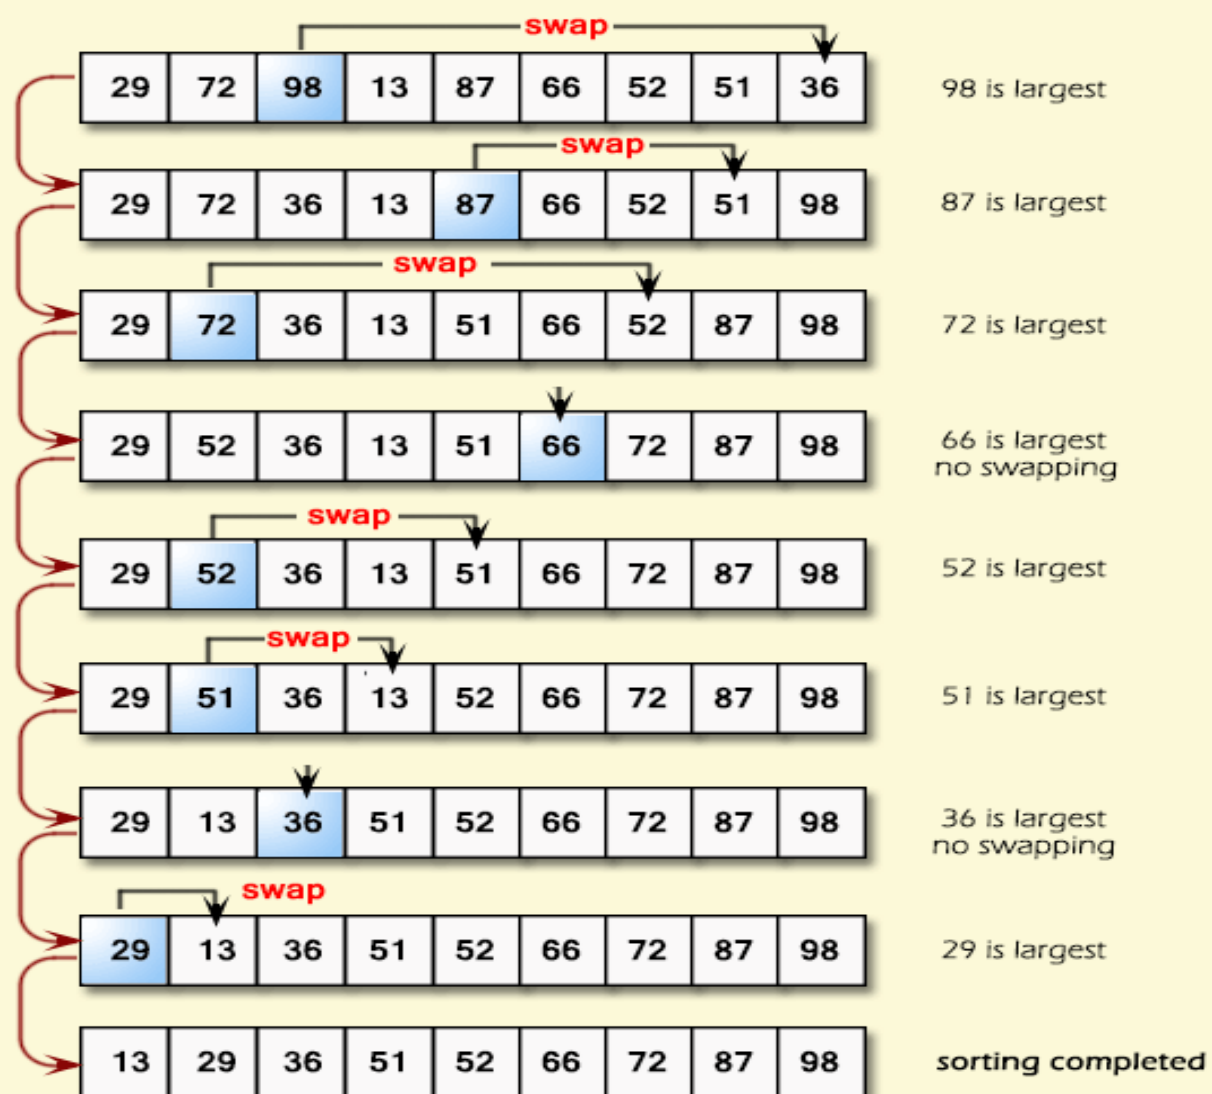 swap
29 72 98 13 87 66 52 51 36 98 is largest
swap
29 72 36 13 87 66 52 51 98 87 is largest
swap
29 72 36 13 51 66 52 87 98 72 is largest
29 52 36 13 51 66 72 87 98 66 is largest
no swapping
swap
29 52 36 13 51 66 72 87 98 52 is largest
swap
29 51 36 13 52 66 72 87 98 51 is largest
29 13 36 51 52 66 72 87 98 36 is largest
no swapping
swap
29 13 36 51 52 66 72 87 98 29 is largest
13 29 36 51 52 66 72 87 98 sorting completed